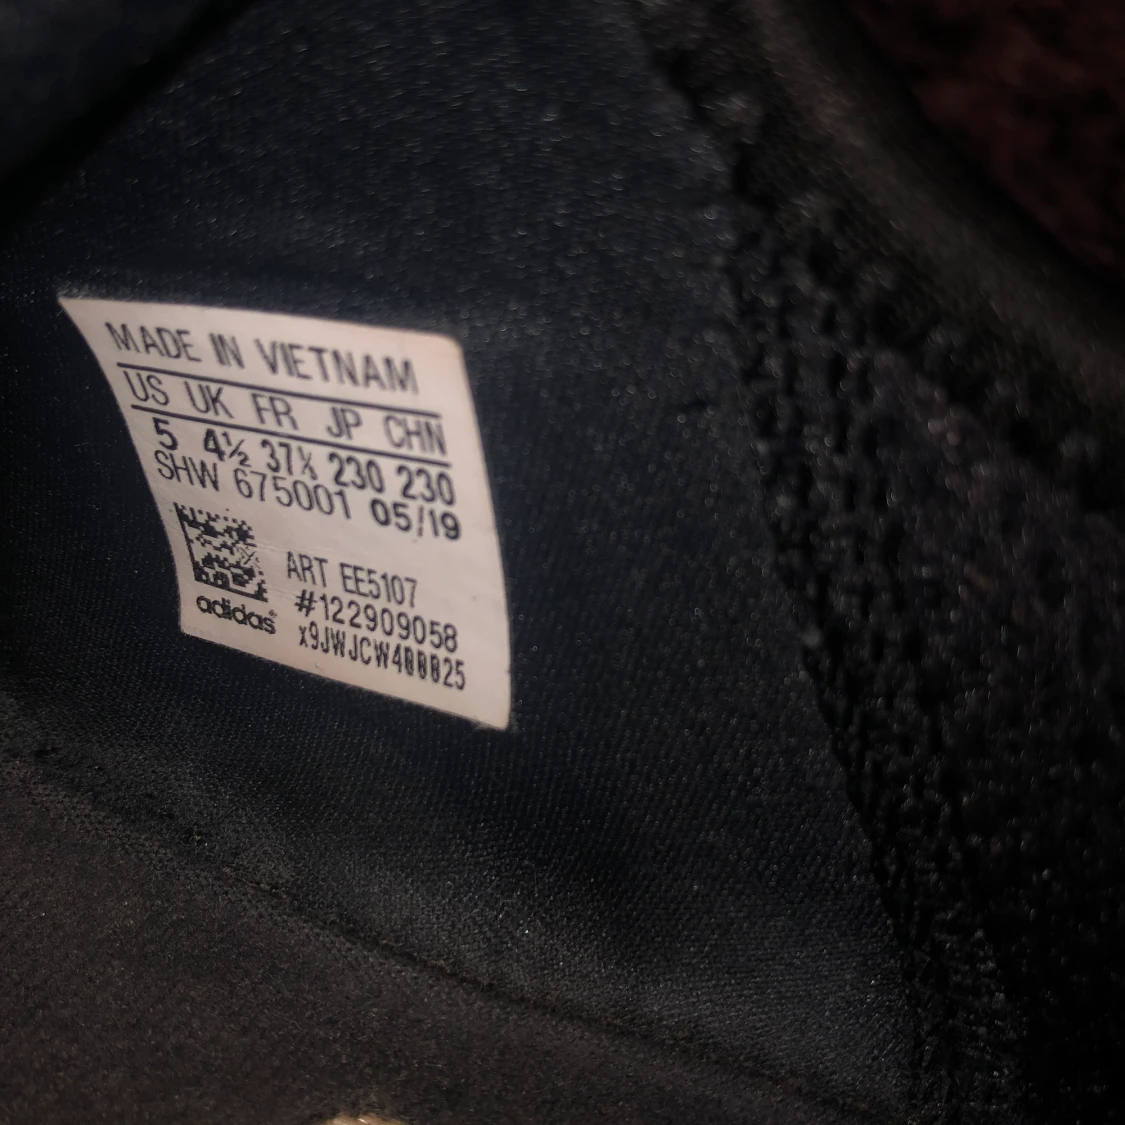 MADE IN VIETNAM
US UK FR JP CHN
5 4½ 37⅓ 230 230
SHW 675001 05/19
ART EE5107
#122909058
x9JWJCW400025
adidas®